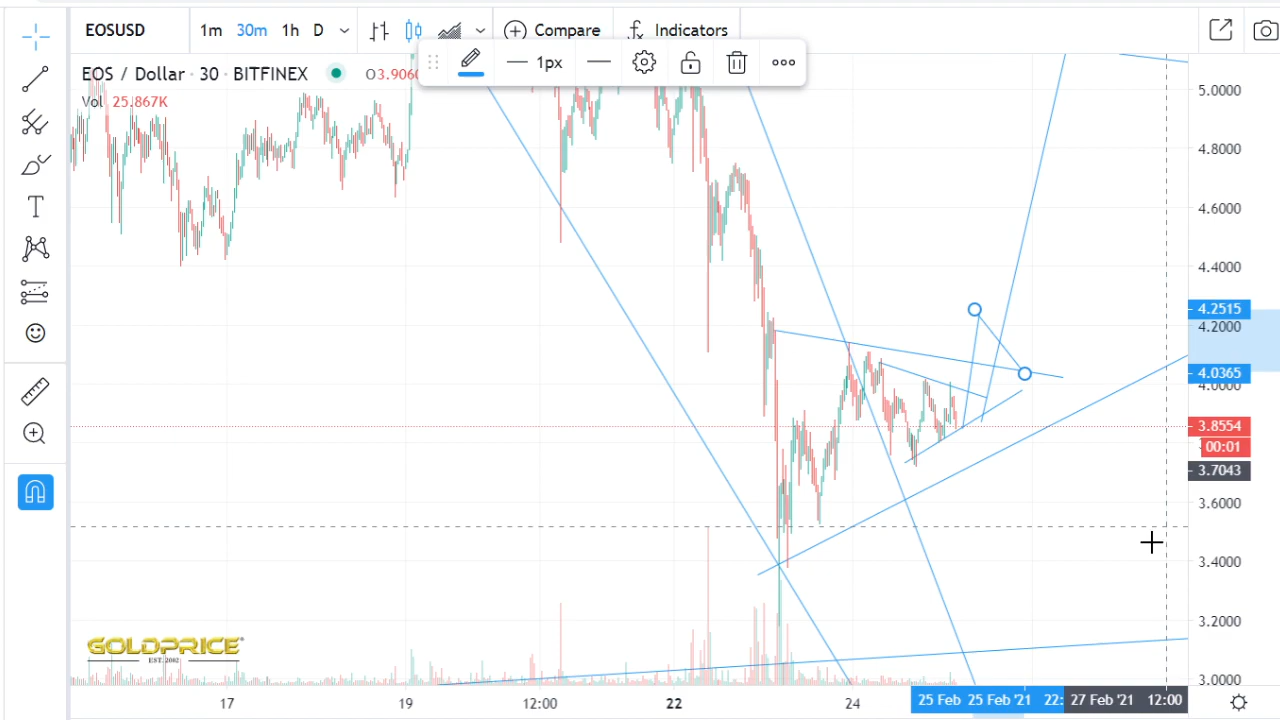 EOSUSD 1m 30m 1h D Compare Indicators
1px
EOS / Dollar · 30 · BITFINEX O3.906
Vol 25.867K
5.0000
4.8000
4.6000
4.4000
4.2515
4.2000
4.0365
4.0000
3.8554
00:01
3.7043
3.6000
3.4000
3.2000
3.0000
GOLDPRICE
EST. 2002
17 19 12:00 22 24 25 Feb 25 Feb '21 22: 27 Feb '21 12:00